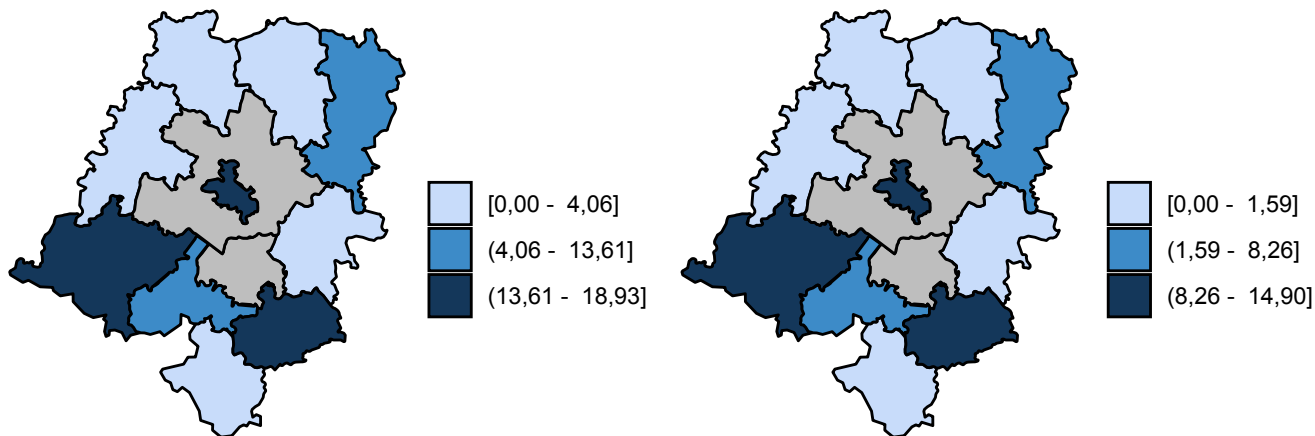 [0,00 -  4,06]
(4,06 -  13,61]
(13,61 -  18,93]
[0,00 -  1,59]
(1,59 -  8,26]
(8,26 -  14,90]